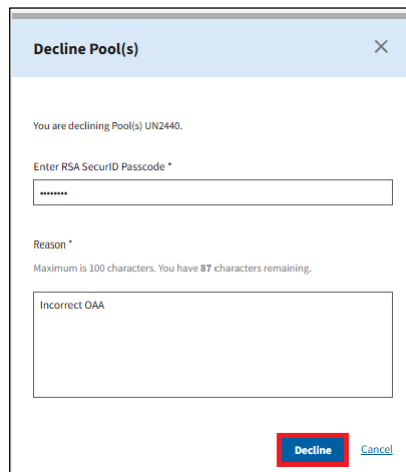 Decline Pool(s)
You are declining Pool(s) UN2440.
Enter RSA SecurID Passcode *
••••••••
Reason *
Maximum is 100 characters. You have 87 characters remaining.
Incorrect OAA
Decline Cancel